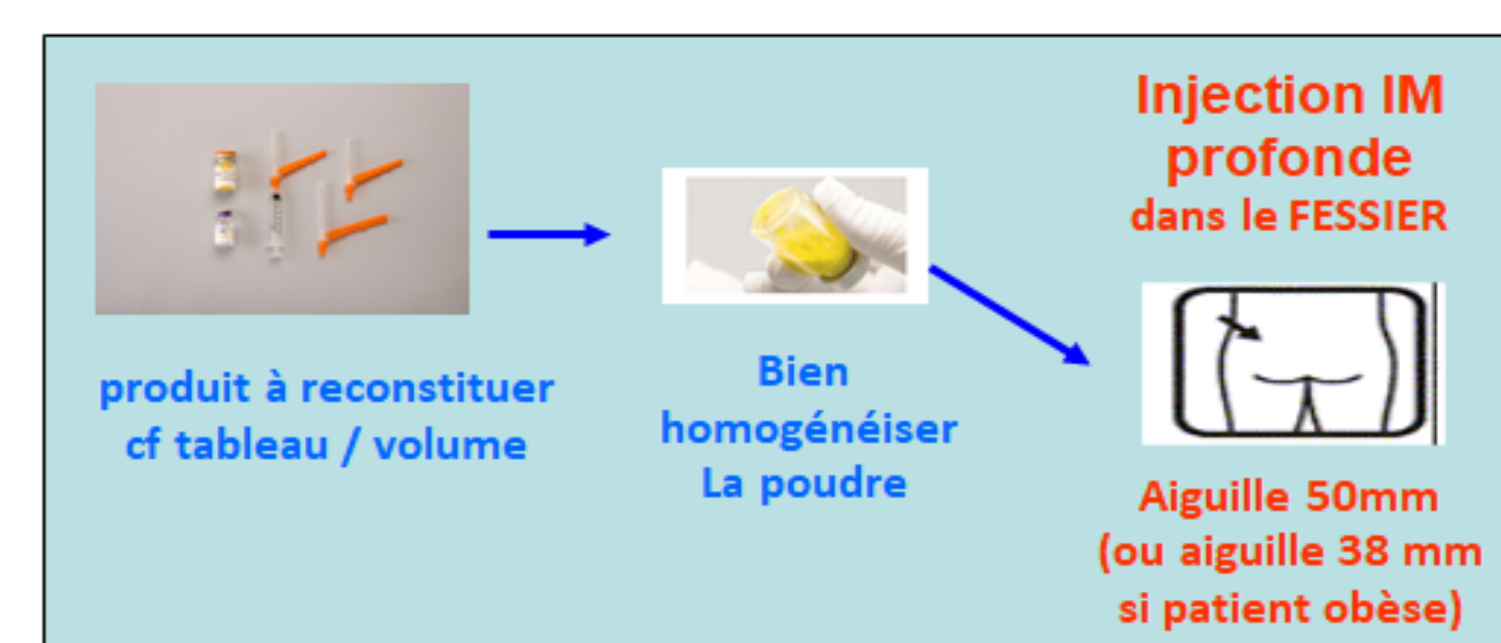 produit à reconstituer
cf tableau / volume
Bien
homogénéiser
La poudre
Injection IM
profonde
dans le FESSIER
Aiguille 50mm
(ou aiguille 38 mm
si patient obèse)